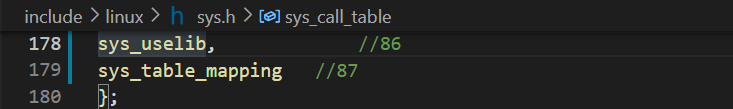 include > linux > h sys.h > sys_call_table
178 sys_uselib, //86
179 sys_table_mapping //87
180 };